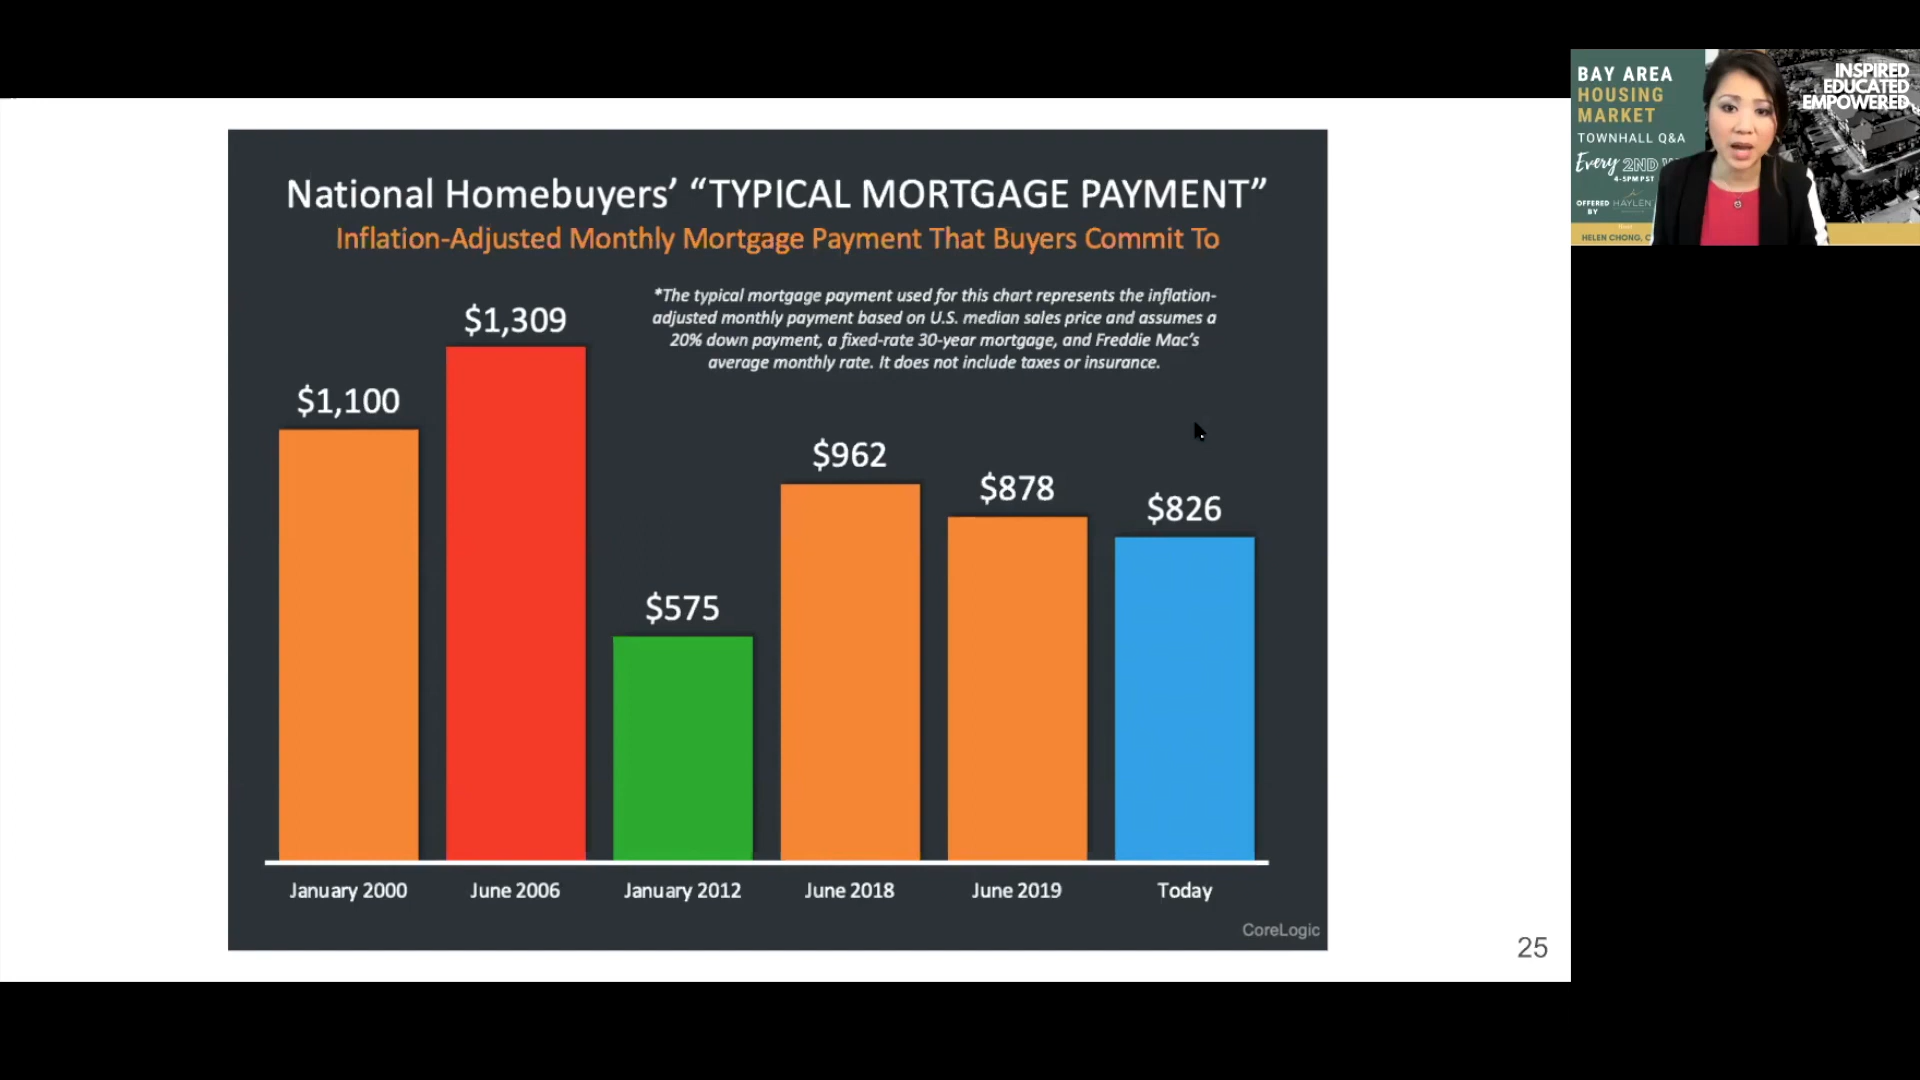 National Homebuyers’ “TYPICAL MORTGAGE PAYMENT”
Inflation-Adjusted Monthly Mortgage Payment That Buyers Commit To
*The typical mortgage payment used for this chart represents the inflation-
adjusted monthly payment based on U.S. median sales price and assumes a
20% down payment, a fixed-rate 30-year mortgage, and Freddie Mac’s
average monthly rate. It does not include taxes or insurance.
$1,100
$1,309
$575
$962
$878
$826
January 2000
June 2006
January 2012
June 2018
June 2019
Today
CoreLogic
25
BAY AREA
HOUSING
MARKET
TOWNHALL Q&A
Every 2ND
4-5PM PST
OFFERED
BY
HAYLEN
HELEN CHONG, C
INSPIRED
EDUCATED
EMPOWERED